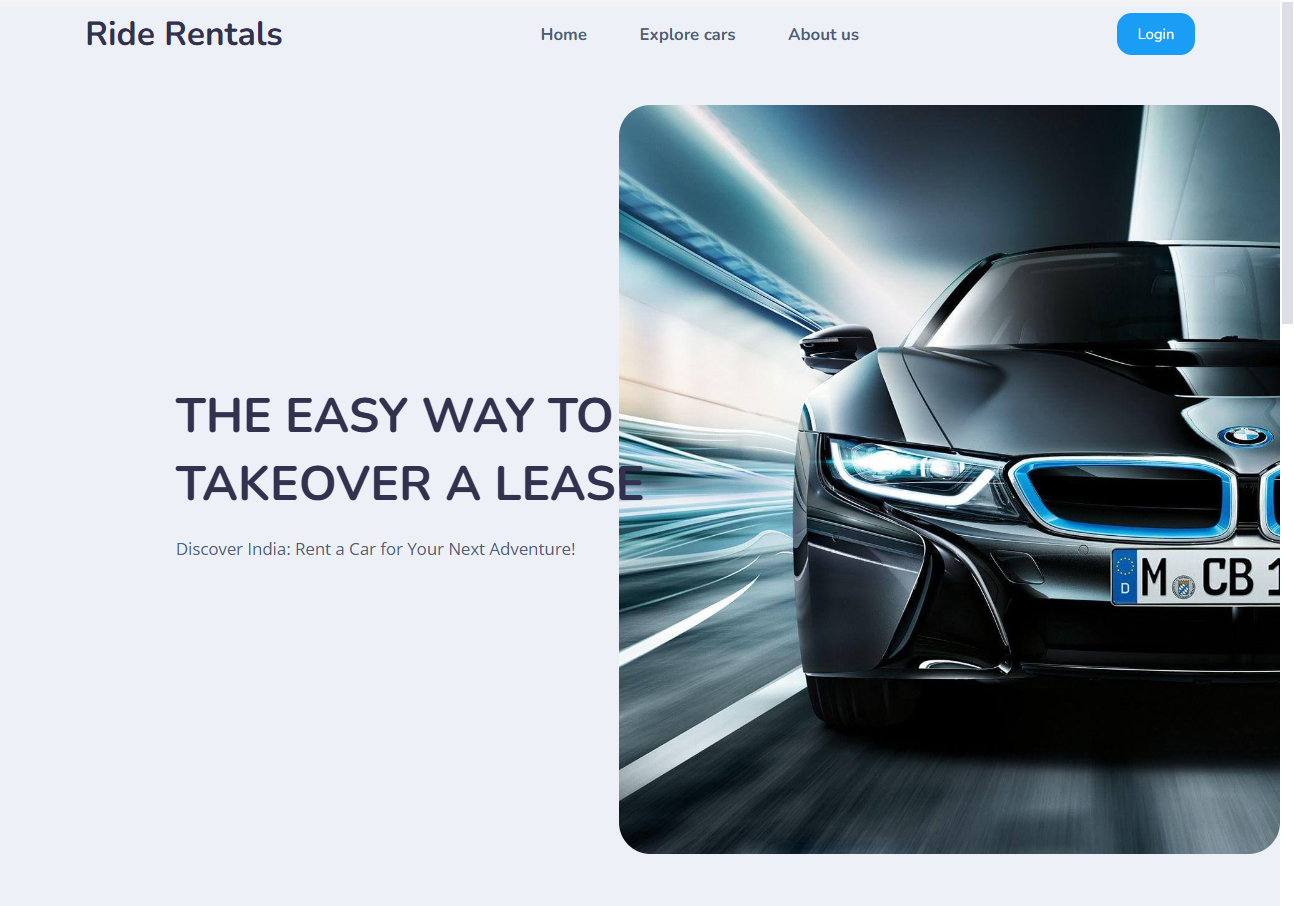 Ride Rentals
Home
Explore cars
About us
Login
THE EASY WAY TO
TAKEOVER A LEASE
Discover India: Rent a Car for Your Next Adventure!
D M CB 1